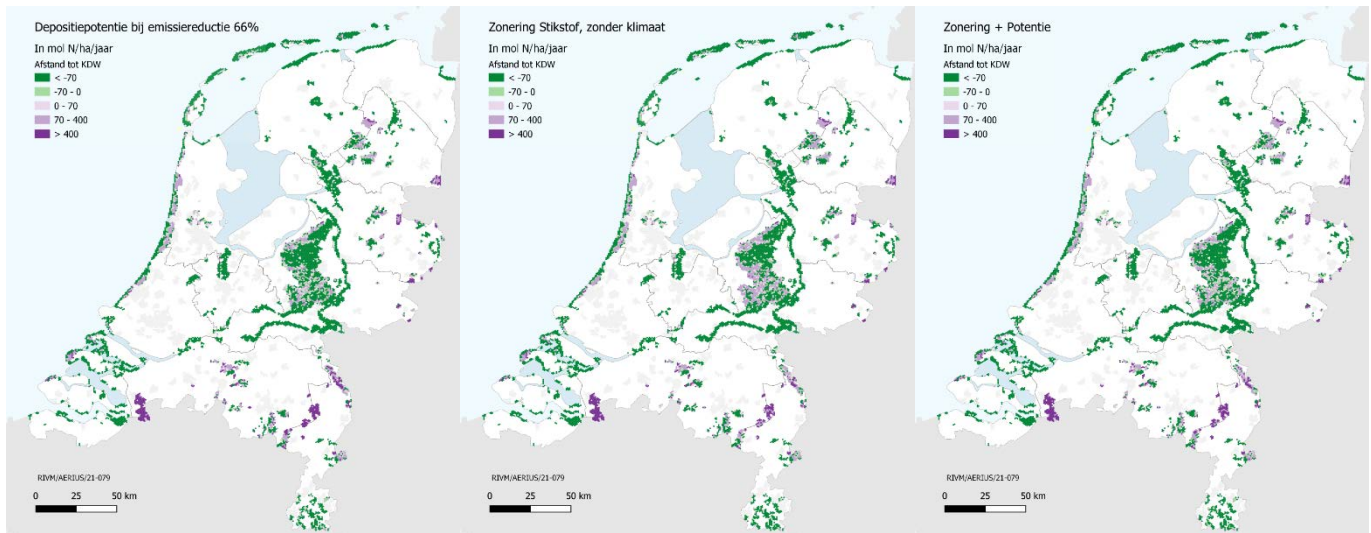 Depositiepotentie bij emissiereductie 66%
In mol N/ha/jaar
Afstand tot KDW
< -70
-70 - 0
0 - 70
70 - 400
> 400
RIVM/AERIUS/21-079
0 25 50 km
Zonering Stikstof, zonder klimaat
In mol N/ha/jaar
Afstand tot KDW
< -70
-70 - 0
0 - 70
70 - 400
> 400
RIVM/AERIUS/21-079
0 25 50 km
Zonering + Potentie
In mol N/ha/jaar
Afstand tot KDW
< -70
-70 - 0
0 - 70
70 - 400
> 400
RIVM/AERIUS/21-079
0 25 50 km